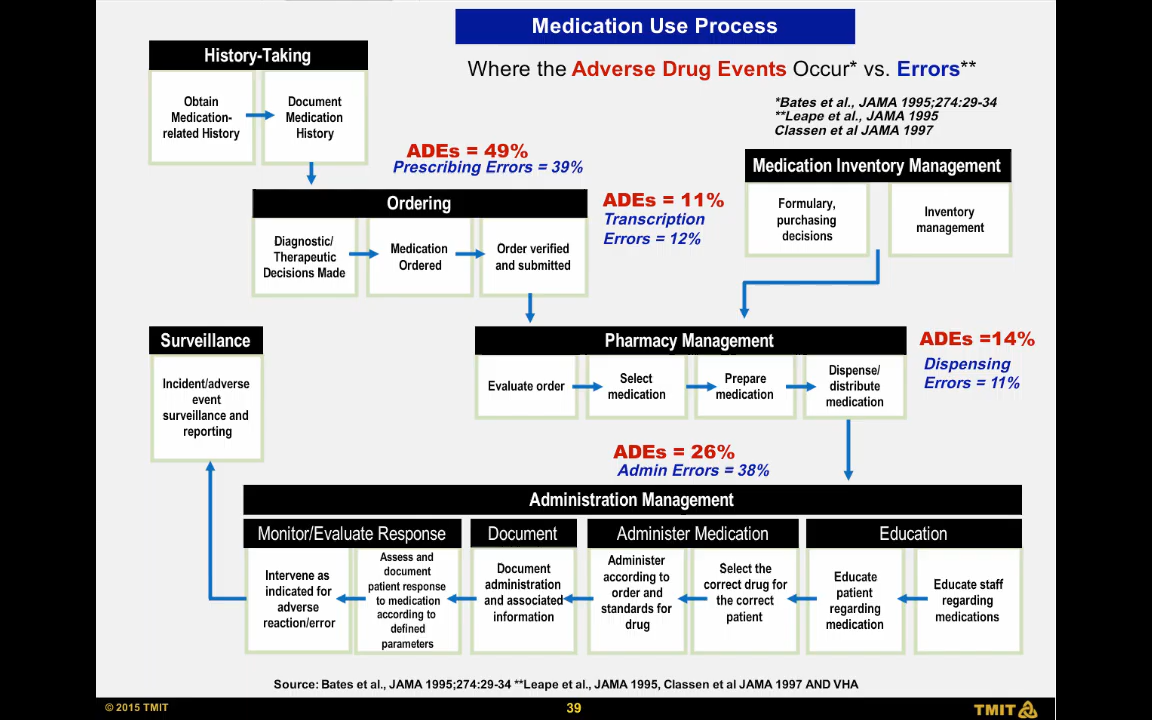 Medication Use Process
Where the Adverse Drug Events Occur* vs. Errors**
*Bates et al., JAMA 1995;274:29-34
**Leape et al., JAMA 1995
Classen et al JAMA 1997
History-Taking
Obtain
Medication-
related History
Document
Medication
History
ADEs = 49%
Prescribing Errors = 39%
Ordering
Diagnostic/
Therapeutic
Decisions Made
Medication
Ordered
Order verified
and submitted
ADEs = 11%
Transcription
Errors = 12%
Medication Inventory Management
Formulary,
purchasing
decisions
Inventory
management
Surveillance
Incident/adverse
event
surveillance and
reporting
Pharmacy Management
Evaluate order
Select
medication
Prepare
medication
Dispense/
distribute
medication
ADEs =14%
Dispensing
Errors = 11%
ADEs = 26%
Admin Errors = 38%
Administration Management
Monitor/Evaluate Response
Intervene as
indicated for
adverse
reaction/error
Assess and
document
patient response
to medication
according to
defined
parameters
Document
Document
administration
and associated
information
Administer Medication
Administer
according to
order and
standards for
drug
Select the
correct drug for
the correct
patient
Education
Educate
patient
regarding
medication
Educate staff
regarding
medications
Source: Bates et al., JAMA 1995;274:29-34 **Leape et al., JAMA 1995, Classen et al JAMA 1997 AND VHA
© 2015 TMIT
39
TMIT